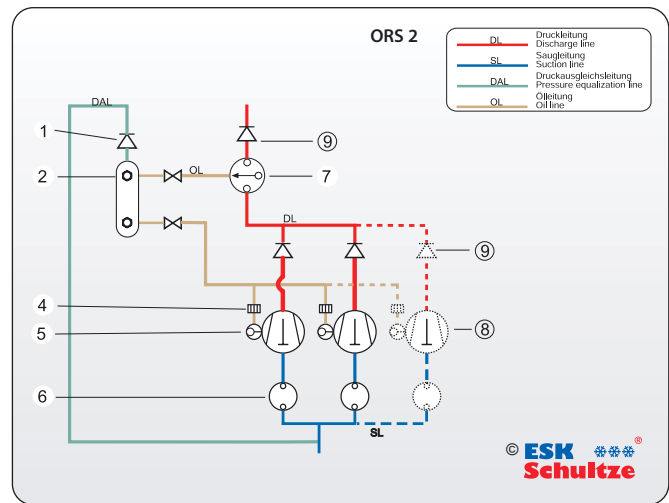 ORS 2
DL
Druckleitung
Discharge line
SL
Saugleitung
Suction line
DAL
Druckausgleichsleitung
Pressure equalization line
OL
Ölleitung
Oil line
DAL
1
9
2
OL
7
DL
9
4
5
8
6
SL
© ESK ®
Schultze